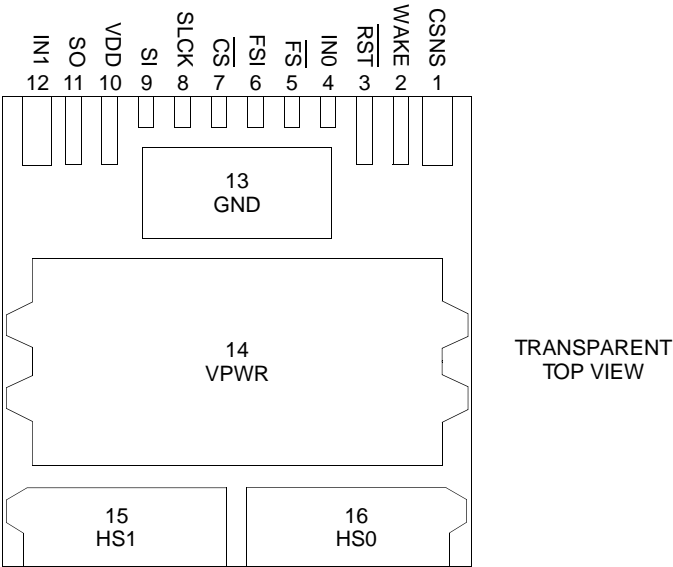 IN1 SO VDD SI SLCK CS FSI FS IN0 RST WAKE CSNS
12 11 10 9 8 7 6 5 4 3 2 1
13
GND
14
VPWR
TRANSPARENT
TOP VIEW
15
HS1
16
HS0